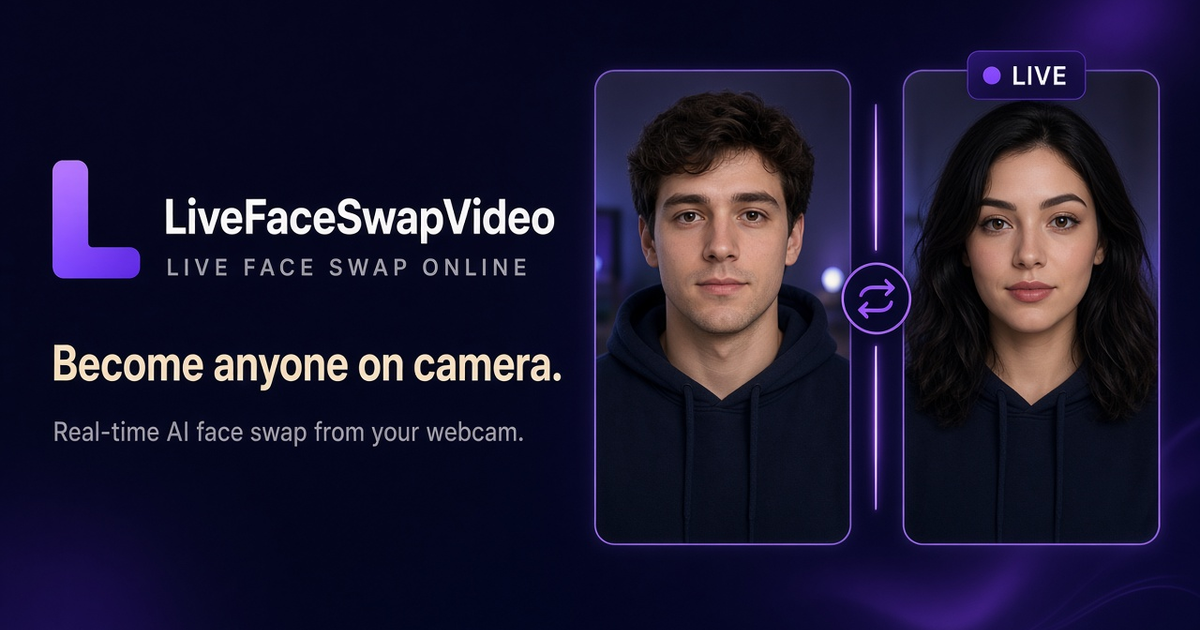 LiveFaceSwapVideo
LIVE FACE SWAP ONLINE
Become anyone on camera.
Real-time AI face swap from your webcam.
LIVE